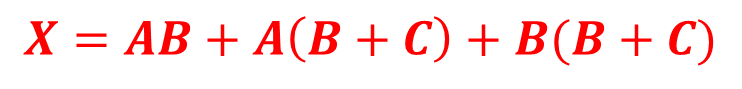 X = AB + A(B + C) + B(B + C)